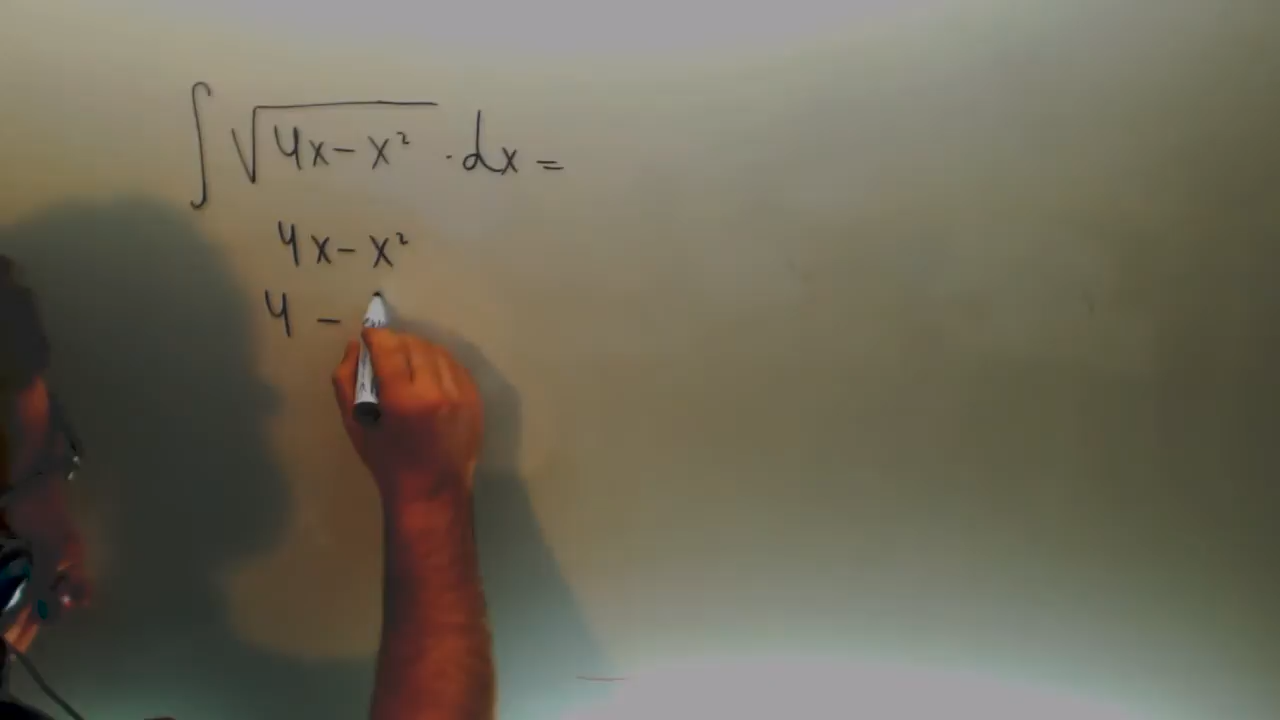 ∫ √(4x - x²) · dx =
4x - x²
4 -